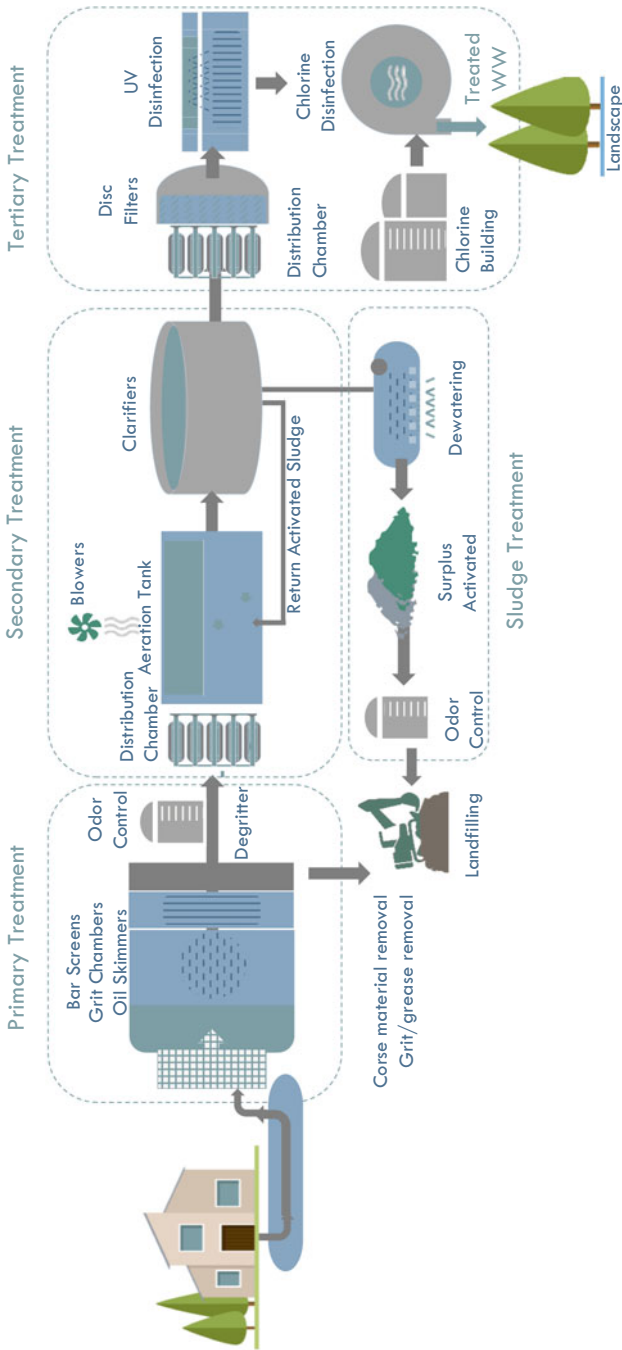 Primary Treatment
Secondary Treatment
Tertiary Treatment
Bar Screens
Grit Chambers
Oil Skimmers
Odor
Control
Degritter
Corse material removal
Grit/grease removal
Landfilling
Blowers
Distribution
Chamber
Aeration Tank
Clarifiers
Return Activated Sludge
Disc
Filters
Distribution
Chamber
UV
Disinfection
Chlorine
Disinfection
Chlorine
Building
Treated
WW
Landscape
Odor
Control
Surplus
Activated
Dewatering
Sludge Treatment